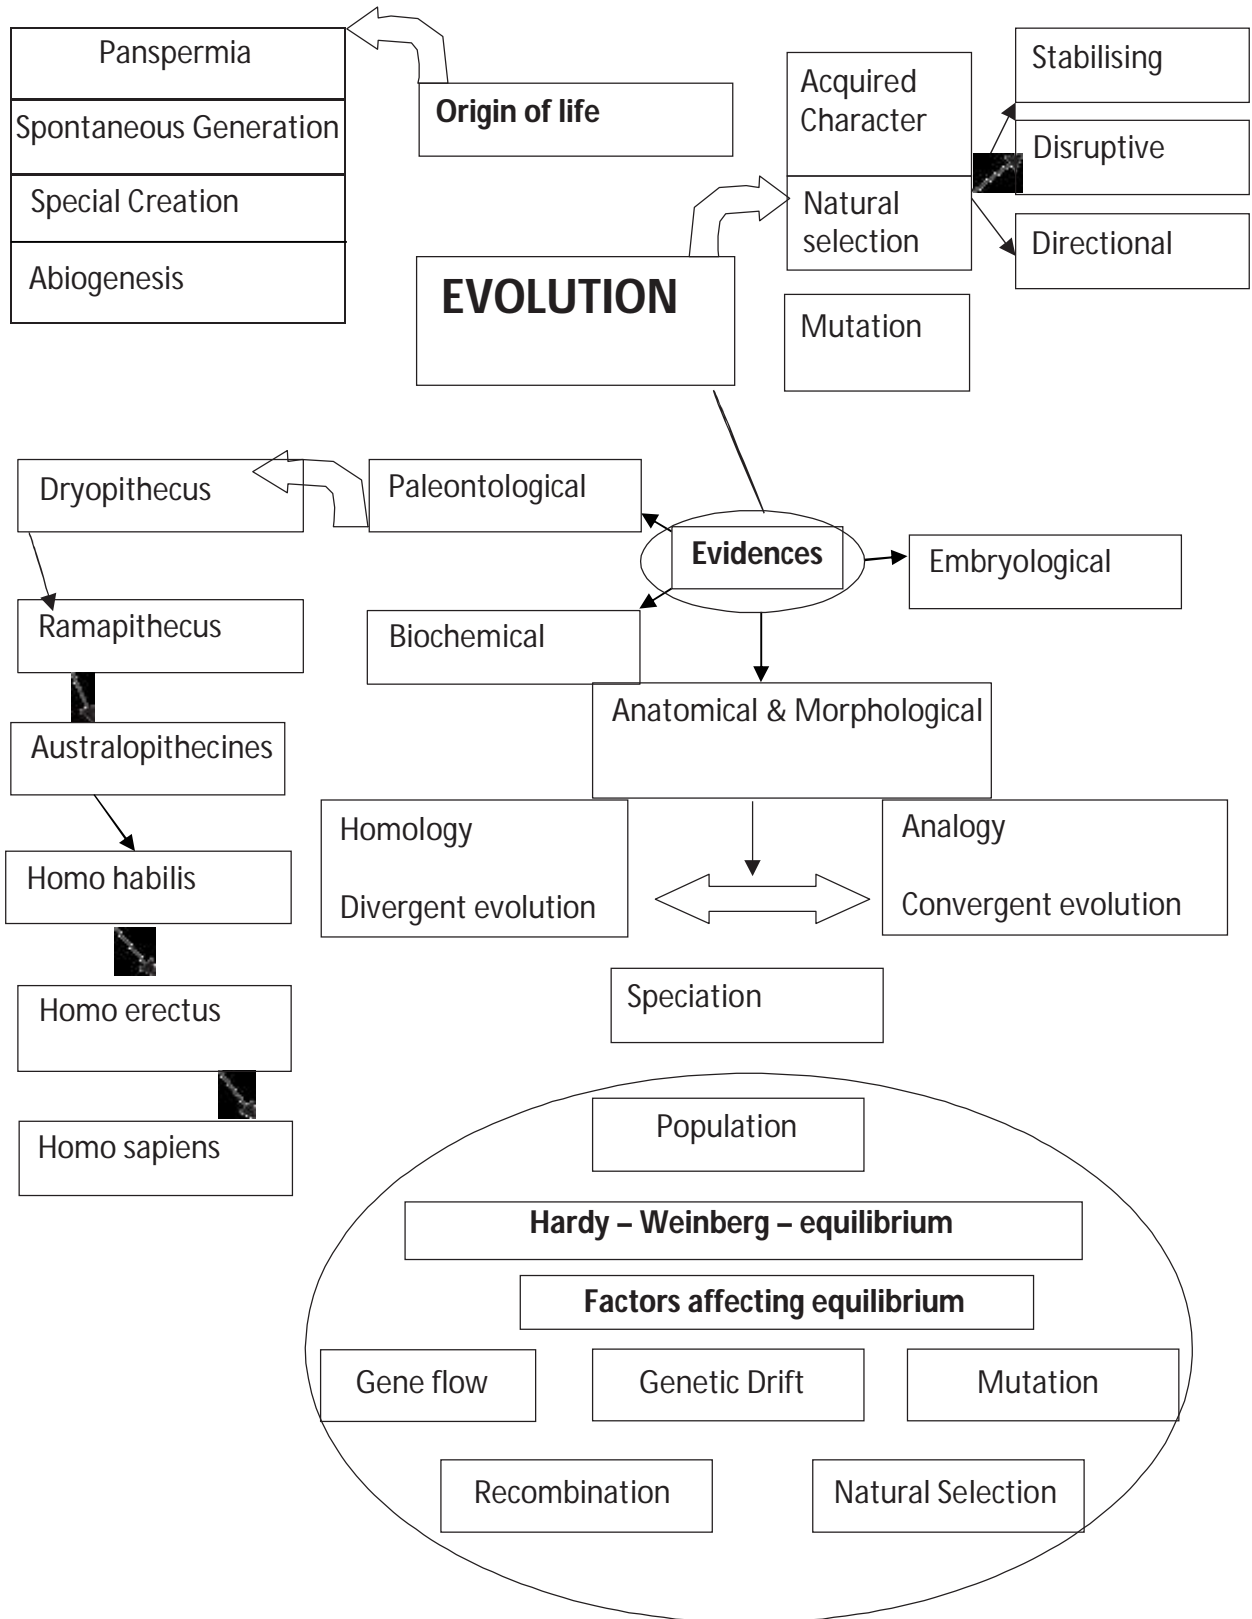 Panspermia
Spontaneous Generation
Special Creation
Abiogenesis
Origin of life
Acquired
Character
Natural
selection
Mutation
Stabilising
Disruptive
Directional
EVOLUTION
Dryopithecus
Paleontological
Evidences
Embryological
Ramapithecus
Biochemical
Australopithecines
Anatomical & Morphological
Homology
Divergent evolution
Analogy
Convergent evolution
Homo habilis
Homo erectus
Homo sapiens
Speciation
Population
Hardy – Weinberg – equilibrium
Factors affecting equilibrium
Gene flow
Genetic Drift
Mutation
Recombination
Natural Selection